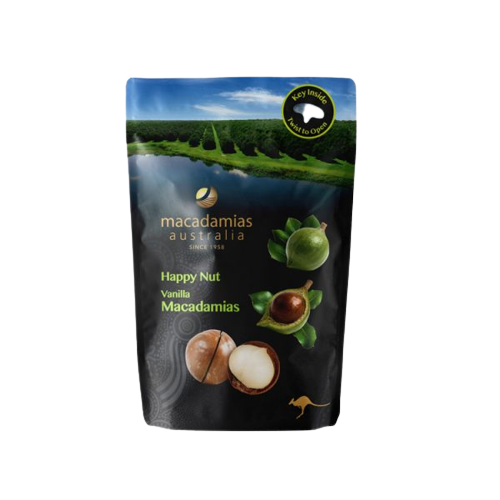 Key Inside
Twist to Open
macadamias
australia
SINCE 1958
Happy Nut
Vanilla
Macadamias